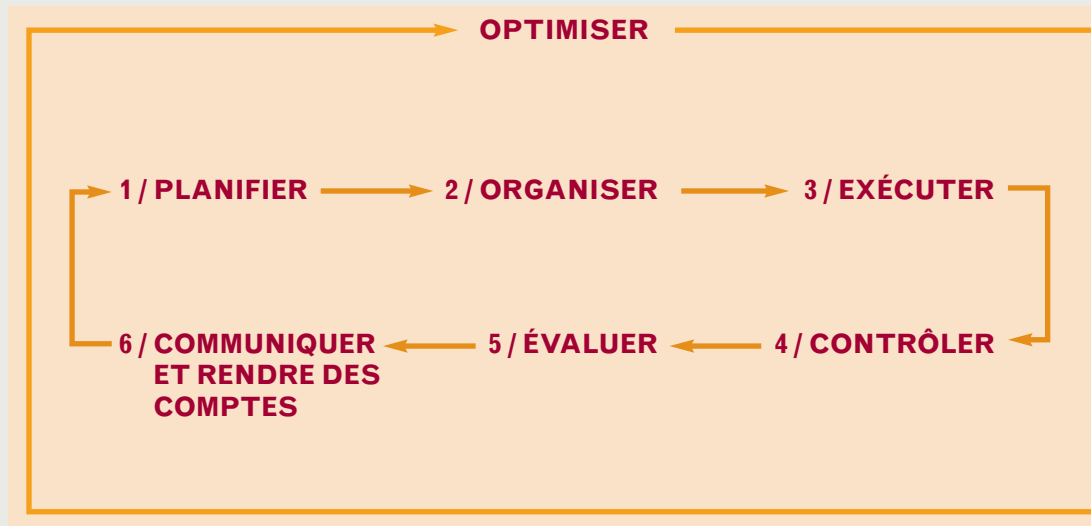 OPTIMISER
1 / PLANIFIER
2 / ORGANISER
3 / EXÉCUTER
6 / COMMUNIQUER
ET RENDRE DES
COMPTES
5 / ÉVALUER
4 / CONTRÔLER